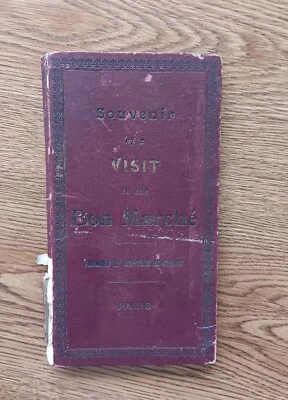 Souvenir
of a
VISIT
to the
Bon Marché
PARIS